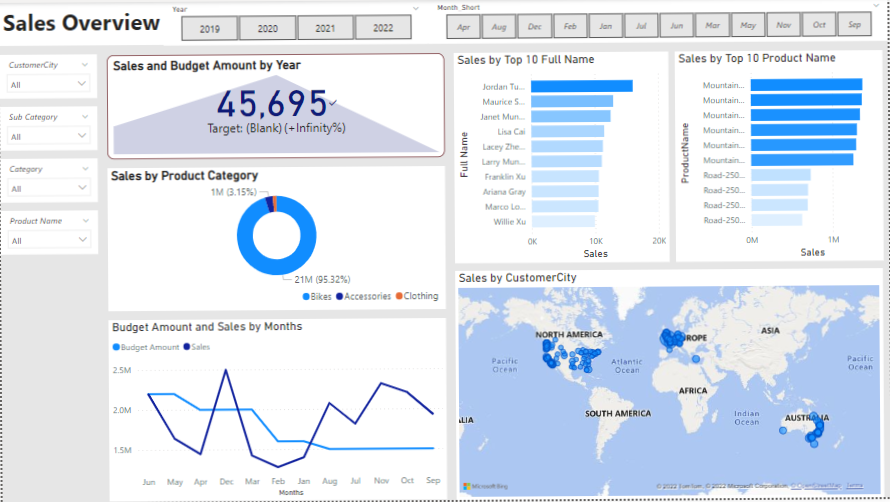 Sales Overview
Year
2019 2020 2021 2022
Month_Short
Apr Aug Dec Feb Jan Jul Jun Mar May Nov Oct Sep
CustomerCity
All
Sub Category
All
Category
All
Product Name
All
Sales and Budget Amount by Year
45,695
Target: (Blank) (+Infinity%)
Sales by Product Category
1M (3.15%)
21M (95.32%)
Bikes Accessories Clothing
Budget Amount and Sales by Months
Budget Amount Sales
2.5M
2.0M
1.5M
Jun May Apr Dec Mar Feb Jan Aug Jul Nov Oct Sep
Months
Sales by Top 10 Full Name
Full Name
Jordan Tu...
Maurice S...
Janet Mun...
Lisa Cai
Lacey Zhe...
Larry Mun...
Franklin Xu
Ariana Gray
Marco Lo...
Willie Xu
0K 10K 20K
Sales
Sales by Top 10 Product Name
ProductName
Mountain...
Mountain...
Mountain...
Mountain...
Mountain...
Mountain...
Road-250...
Road-250...
Road-250...
Road-250...
0M 1M
Sales
Sales by CustomerCity
NORTH AMERICA
ROPE
ASIA
Pacific
Ocean
Atlantic
Ocean
Pacific
Ocean
AFRICA
SOUTH AMERICA
Indian
Ocean
LIA
AUSTRALIA
Microsoft Bing
© 2022 TomTom, © 2022 Microsoft Corporation, © OpenStreetMap Terms